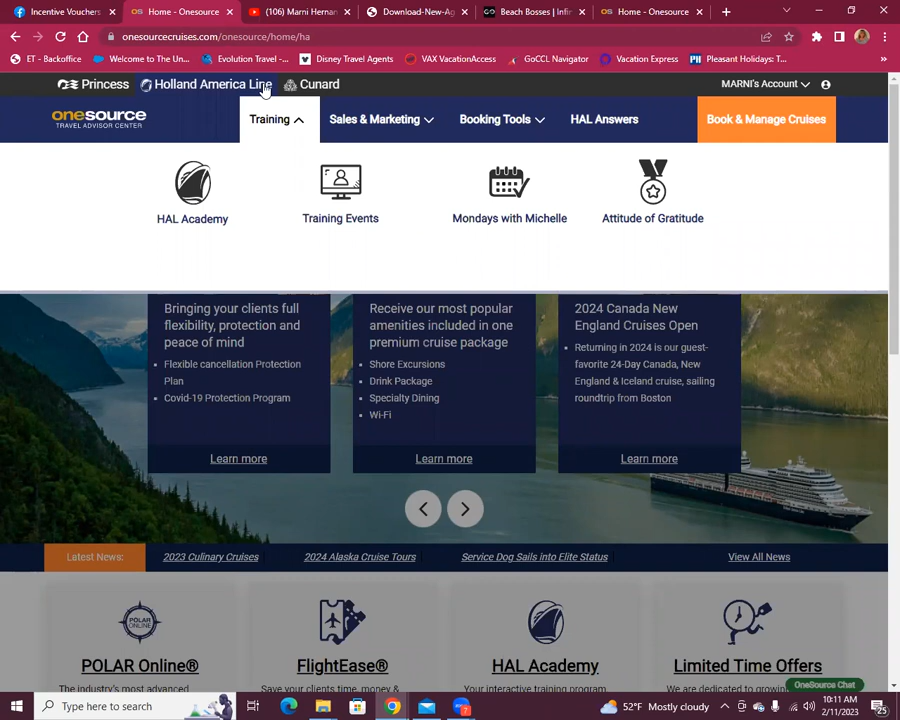 Incentive Vouchers
Home - Onesource
(106) Marni Hernan
Download-New-Ag
Beach Bosses | Infin
Home - Onesource
onesourcecruises.com/onesource/home/ha
ET - Backoffice
Welcome to The Un...
Evolution Travel -...
Disney Travel Agents
VAX VacationAccess
GoCCL Navigator
Vacation Express
Pleasant Holidays: T...
Princess
Holland America Line
Cunard
MARNI's Account
onesource
TRAVEL ADVISOR CENTER
Training
Sales & Marketing
Booking Tools
HAL Answers
Book & Manage Cruises
HAL Academy
Training Events
Mondays with Michelle
Attitude of Gratitude
Bringing your clients full
flexibility, protection and
peace of mind
Flexible cancellation Protection
Plan
Covid-19 Protection Program
Learn more
Receive our most popular
amenities included in one
premium cruise package
Shore Excursions
Drink Package
Specialty Dining
Wi-Fi
Learn more
2024 Canada New
England Cruises Open
Returning in 2024 is our guest-
favorite 24-Day Canada, New
England & Iceland cruise, sailing
roundtrip from Boston
Learn more
Latest News:
2023 Culinary Cruises
2024 Alaska Cruise Tours
Service Dog Sails into Elite Status
View All News
POLAR Online®
FlightEase®
HAL Academy
Limited Time Offers
The industry's most advanced
Save your clients time, money &
Your interactive training program
We are dedicated to growing
OneSource Chat
Type here to search
52°F Mostly cloudy
10:11 AM
2/11/2023
25